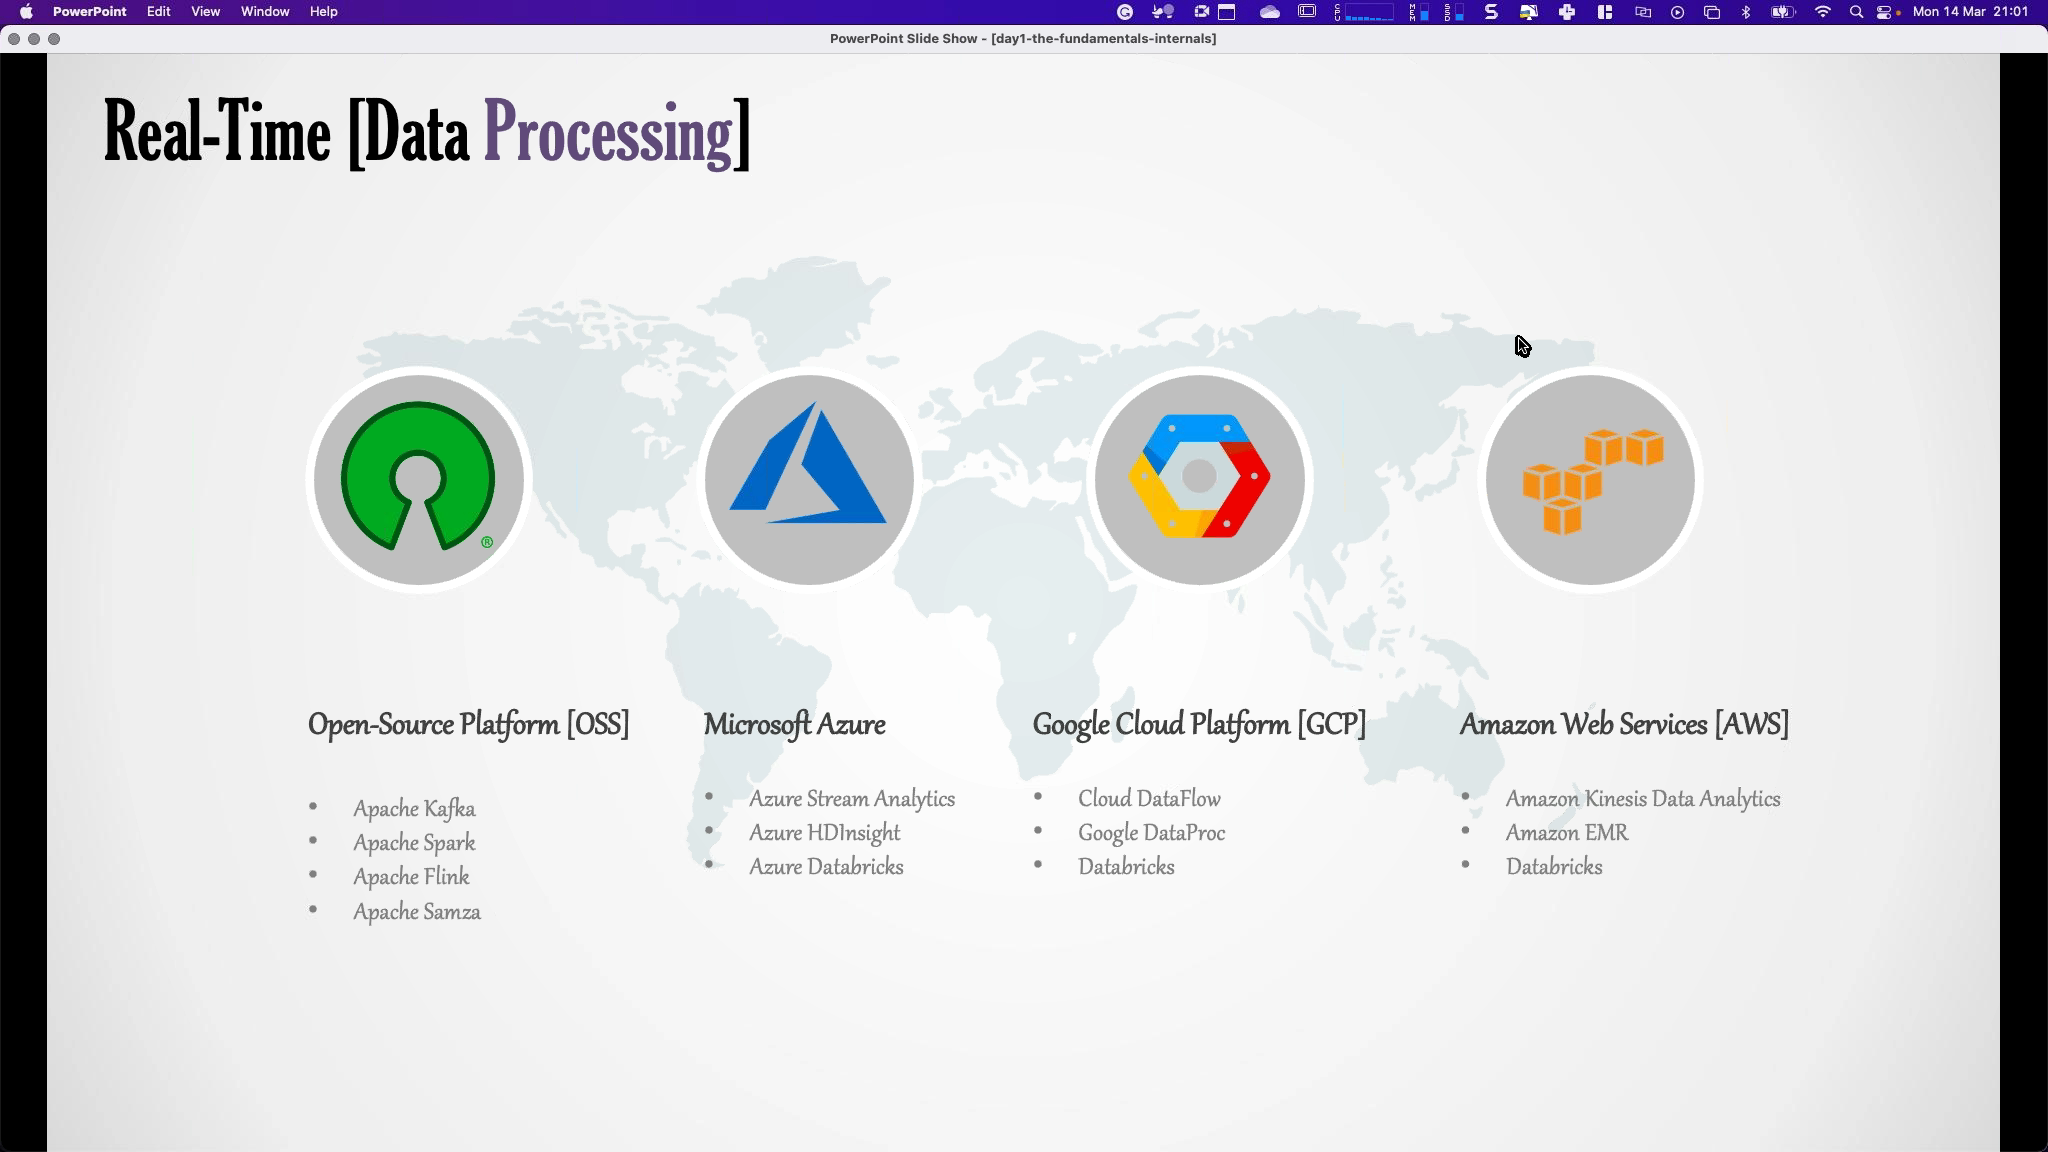 PowerPoint Edit View Window Help
CPU MEM SSD Mon 14 Mar 21:01
PowerPoint Slide Show - [day1-the-fundamentals-internals]
Real-Time [Data Processing]
®
Open-Source Platform [OSS]
• Apache Kafka
• Apache Spark
• Apache Flink
• Apache Samza
Microsoft Azure
• Azure Stream Analytics
• Azure HDInsight
• Azure Databricks
Google Cloud Platform [GCP]
• Cloud DataFlow
• Google DataProc
• Databricks
Amazon Web Services [AWS]
• Amazon Kinesis Data Analytics
• Amazon EMR
• Databricks